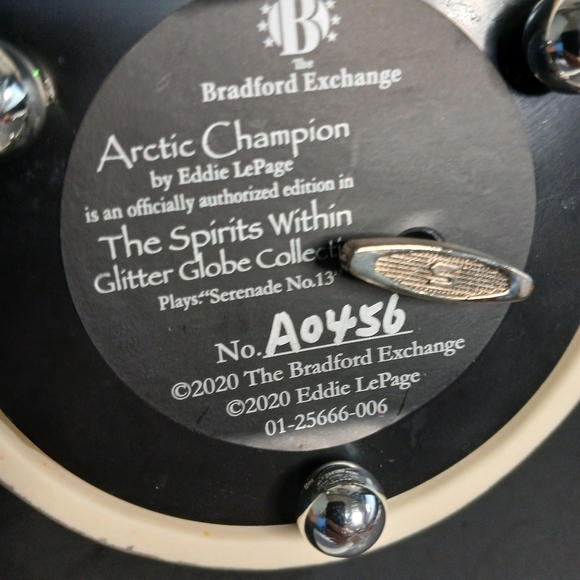 B
The
Bradford Exchange
Arctic Champion
by Eddie LePage
is an officially authorized edition in
The Spirits Within
Glitter Globe Collecti
Plays:“Serenade No.13”
No. A0456
©2020 The Bradford Exchange
©2020 Eddie LePage
01-25666-006